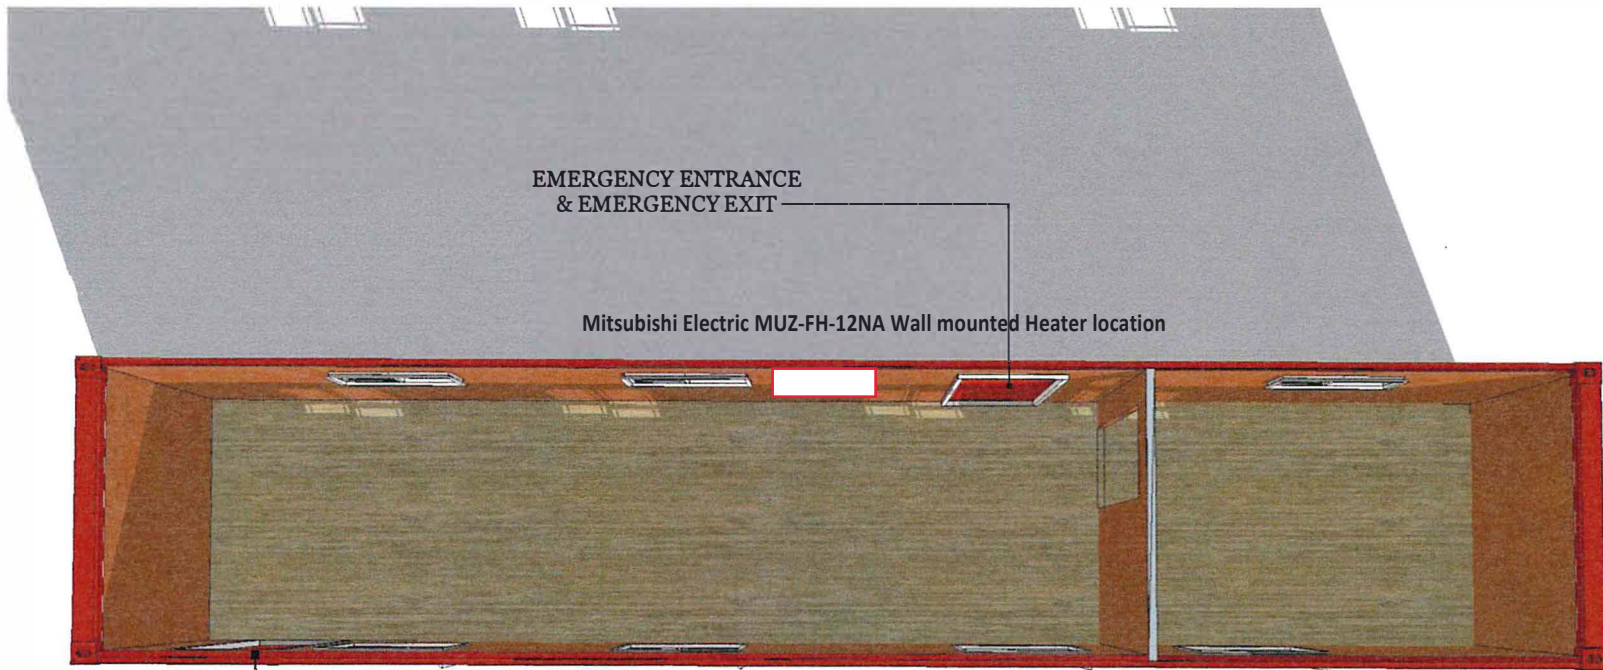 EMERGENCY ENTRANCE
& EMERGENCY EXIT
Mitsubishi Electric MUZ-FH-12NA Wall mounted Heater location